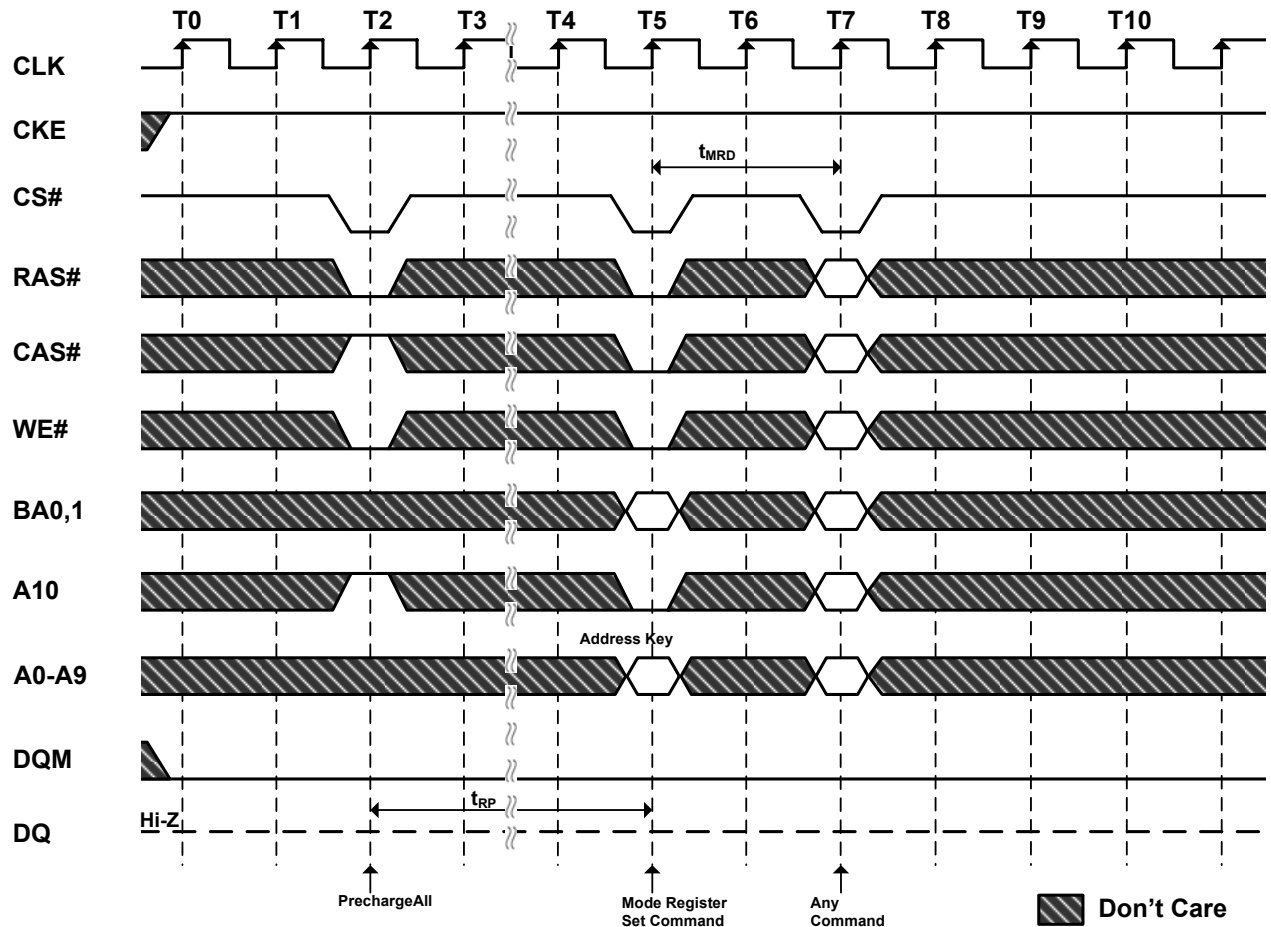 T0 T1 T2 T3 T4 T5 T6 T7 T8 T9 T10
CLK
CKE
tMRD
CS#
RAS#
CAS#
WE#
BA0,1
A10
Address Key
A0-A9
DQM
tRP
Hi-Z
DQ
PrechargeAll
Mode Register
Set Command
Any
Command
Don't Care